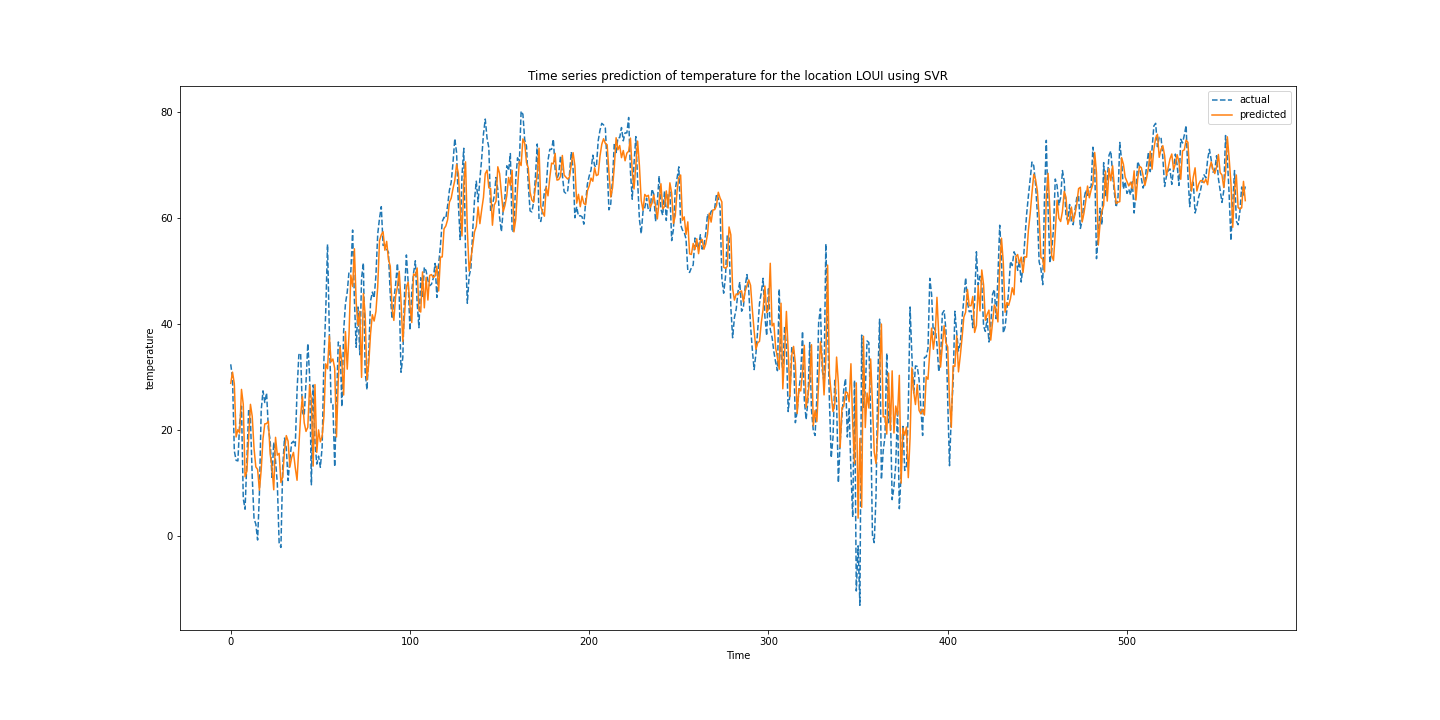 Time series prediction of temperature for the location LOUI using SVR
actual
predicted
80
60
40
20
0
temperature
0 100 200 300 400 500
Time